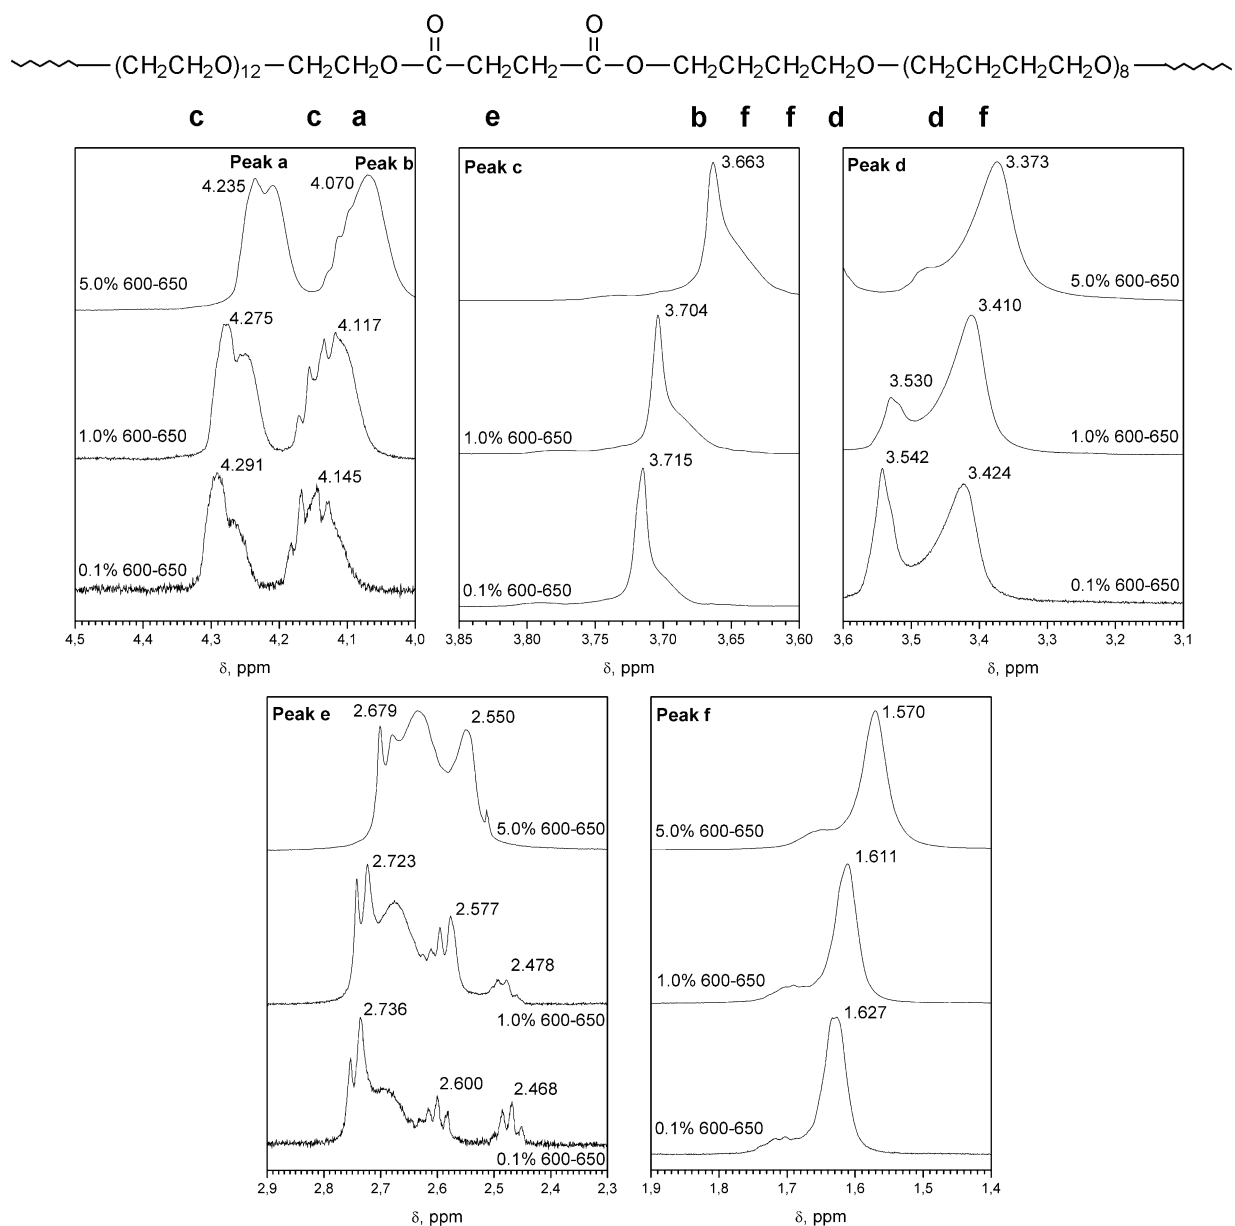 O O
(CH₂CH₂O)₁₂ — CH₂CH₂O — C — CH₂CH₂ — C — O — CH₂CH₂CH₂CH₂O — (CH₂CH₂CH₂CH₂O)₈
c c a e b f f d d f
Peak a
Peak b
4.235
4.070
5.0% 600-650
4.275
4.117
1.0% 600-650
4.291
4.145
0.1% 600-650
4,5 4,4 4,3 4,2 4,1 4,0
δ, ppm
Peak c
3.663
5.0% 600-650
3.704
1.0% 600-650
3.715
0.1% 600-650
3,85 3,80 3,75 3,70 3,65 3,60
δ, ppm
Peak d
3.373
5.0% 600-650
3.410
3.530
1.0% 600-650
3.542
3.424
0.1% 600-650
3,6 3,5 3,4 3,3 3,2 3,1
δ, ppm
Peak e
2.679
2.550
5.0% 600-650
2.723
2.577
2.478
1.0% 600-650
2.736
2.600
2.468
0.1% 600-650
2,9 2,8 2,7 2,6 2,5 2,4 2,3
δ, ppm
Peak f
1.570
5.0% 600-650
1.611
1.0% 600-650
1.627
0.1% 600-650
1,9 1,8 1,7 1,6 1,5 1,4
δ, ppm